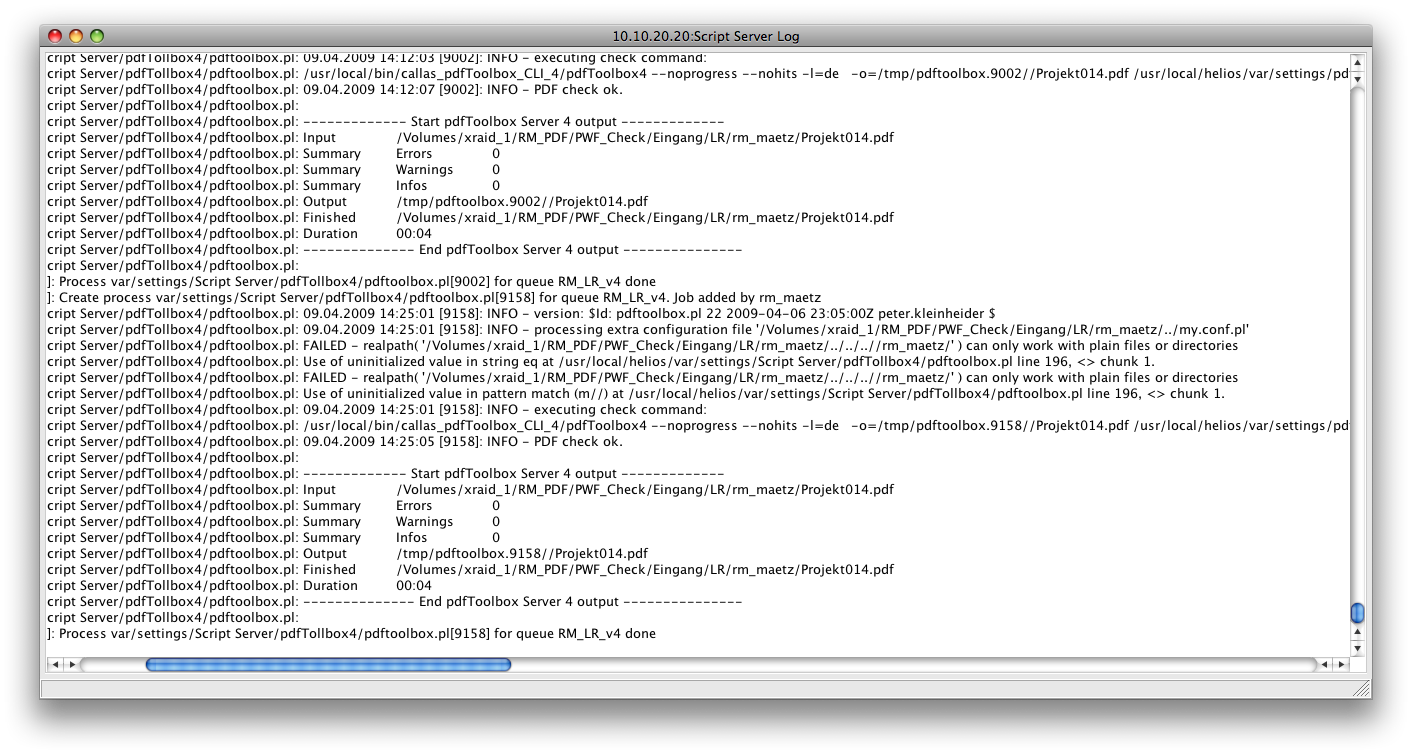 10.10.20.20:Script Server Log
cript Server/pdfTollbox4/pdftoolbox.pl: 09.04.2009 14:12:03 [9002]: INFO - executing check command:
cript Server/pdfTollbox4/pdftoolbox.pl: /usr/local/bin/callas_pdfToolbox_CLI_4/pdfToolbox4 --noprogress --nohits -l=de -o=/tmp/pdftoolbox.9002//Projekt014.pdf /usr/local/helios/var/settings/pd
cript Server/pdfTollbox4/pdftoolbox.pl: 09.04.2009 14:12:07 [9002]: INFO - PDF check ok.
cript Server/pdfTollbox4/pdftoolbox.pl:
cript Server/pdfTollbox4/pdftoolbox.pl: ------------- Start pdfToolbox Server 4 output -------------
cript Server/pdfTollbox4/pdftoolbox.pl: Input /Volumes/xraid_1/RM_PDF/PWF_Check/Eingang/LR/rm_maetz/Projekt014.pdf
cript Server/pdfTollbox4/pdftoolbox.pl: Summary Errors 0
cript Server/pdfTollbox4/pdftoolbox.pl: Summary Warnings 0
cript Server/pdfTollbox4/pdftoolbox.pl: Summary Infos 0
cript Server/pdfTollbox4/pdftoolbox.pl: Output /tmp/pdftoolbox.9002//Projekt014.pdf
cript Server/pdfTollbox4/pdftoolbox.pl: Finished /Volumes/xraid_1/RM_PDF/PWF_Check/Eingang/LR/rm_maetz/Projekt014.pdf
cript Server/pdfTollbox4/pdftoolbox.pl: Duration 00:04
cript Server/pdfTollbox4/pdftoolbox.pl: -------------- End pdfToolbox Server 4 output ---------------
cript Server/pdfTollbox4/pdftoolbox.pl:
]: Process var/settings/Script Server/pdfTollbox4/pdftoolbox.pl[9002] for queue RM_LR_v4 done
]: Create process var/settings/Script Server/pdfTollbox4/pdftoolbox.pl[9158] for queue RM_LR_v4. Job added by rm_maetz
cript Server/pdfTollbox4/pdftoolbox.pl: 09.04.2009 14:25:01 [9158]: INFO - version: $Id: pdftoolbox.pl 22 2009-04-06 23:05:00Z peter.kleinheider $
cript Server/pdfTollbox4/pdftoolbox.pl: 09.04.2009 14:25:01 [9158]: INFO - processing extra configuration file '/Volumes/xraid_1/RM_PDF/PWF_Check/Eingang/LR/rm_maetz/../my.conf.pl'
cript Server/pdfTollbox4/pdftoolbox.pl: FAILED - realpath( '/Volumes/xraid_1/RM_PDF/PWF_Check/Eingang/LR/rm_maetz/../../..//rm_maetz/' ) can only work with plain files or directories
cript Server/pdfTollbox4/pdftoolbox.pl: Use of uninitialized value in string eq at /usr/local/helios/var/settings/Script Server/pdfTollbox4/pdftoolbox.pl line 196, <> chunk 1.
cript Server/pdfTollbox4/pdftoolbox.pl: FAILED - realpath( '/Volumes/xraid_1/RM_PDF/PWF_Check/Eingang/LR/rm_maetz/../../..//rm_maetz/' ) can only work with plain files or directories
cript Server/pdfTollbox4/pdftoolbox.pl: Use of uninitialized value in pattern match (m//) at /usr/local/helios/var/settings/Script Server/pdfTollbox4/pdftoolbox.pl line 196, <> chunk 1.
cript Server/pdfTollbox4/pdftoolbox.pl: 09.04.2009 14:25:01 [9158]: INFO - executing check command:
cript Server/pdfTollbox4/pdftoolbox.pl: /usr/local/bin/callas_pdfToolbox_CLI_4/pdfToolbox4 --noprogress --nohits -l=de -o=/tmp/pdftoolbox.9158//Projekt014.pdf /usr/local/helios/var/settings/pd
cript Server/pdfTollbox4/pdftoolbox.pl: 09.04.2009 14:25:05 [9158]: INFO - PDF check ok.
cript Server/pdfTollbox4/pdftoolbox.pl:
cript Server/pdfTollbox4/pdftoolbox.pl: ------------- Start pdfToolbox Server 4 output -------------
cript Server/pdfTollbox4/pdftoolbox.pl: Input /Volumes/xraid_1/RM_PDF/PWF_Check/Eingang/LR/rm_maetz/Projekt014.pdf
cript Server/pdfTollbox4/pdftoolbox.pl: Summary Errors 0
cript Server/pdfTollbox4/pdftoolbox.pl: Summary Warnings 0
cript Server/pdfTollbox4/pdftoolbox.pl: Summary Infos 0
cript Server/pdfTollbox4/pdftoolbox.pl: Output /tmp/pdftoolbox.9158//Projekt014.pdf
cript Server/pdfTollbox4/pdftoolbox.pl: Finished /Volumes/xraid_1/RM_PDF/PWF_Check/Eingang/LR/rm_maetz/Projekt014.pdf
cript Server/pdfTollbox4/pdftoolbox.pl: Duration 00:04
cript Server/pdfTollbox4/pdftoolbox.pl: -------------- End pdfToolbox Server 4 output ---------------
cript Server/pdfTollbox4/pdftoolbox.pl:
]: Process var/settings/Script Server/pdfTollbox4/pdftoolbox.pl[9158] for queue RM_LR_v4 done